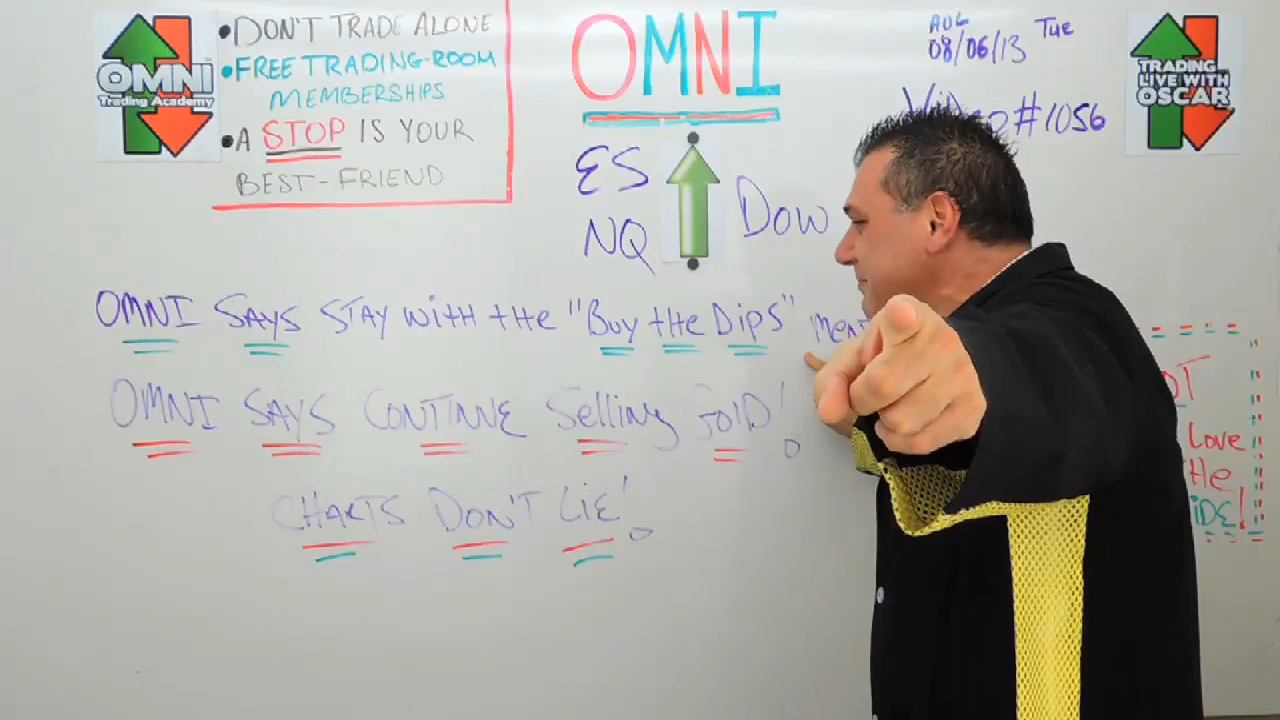 OMNI
Trading Academy
• DON'T TRADE ALONE
• FREE TRADING-ROOM
MEMBERSHIPS
• A STOP IS YOUR
BEST-FRIEND
OMNI
ES
NQ
DOW
AUG
08/06/13 Tue
#1056
TRADING
LIVE WITH
OSCAR
OMNI SAYS STAY WITH THE "BUY THE DIPS"
OMNI SAYS CONTINUE Selling GOLD!
CHARTS DON'T LIE!
LOVE